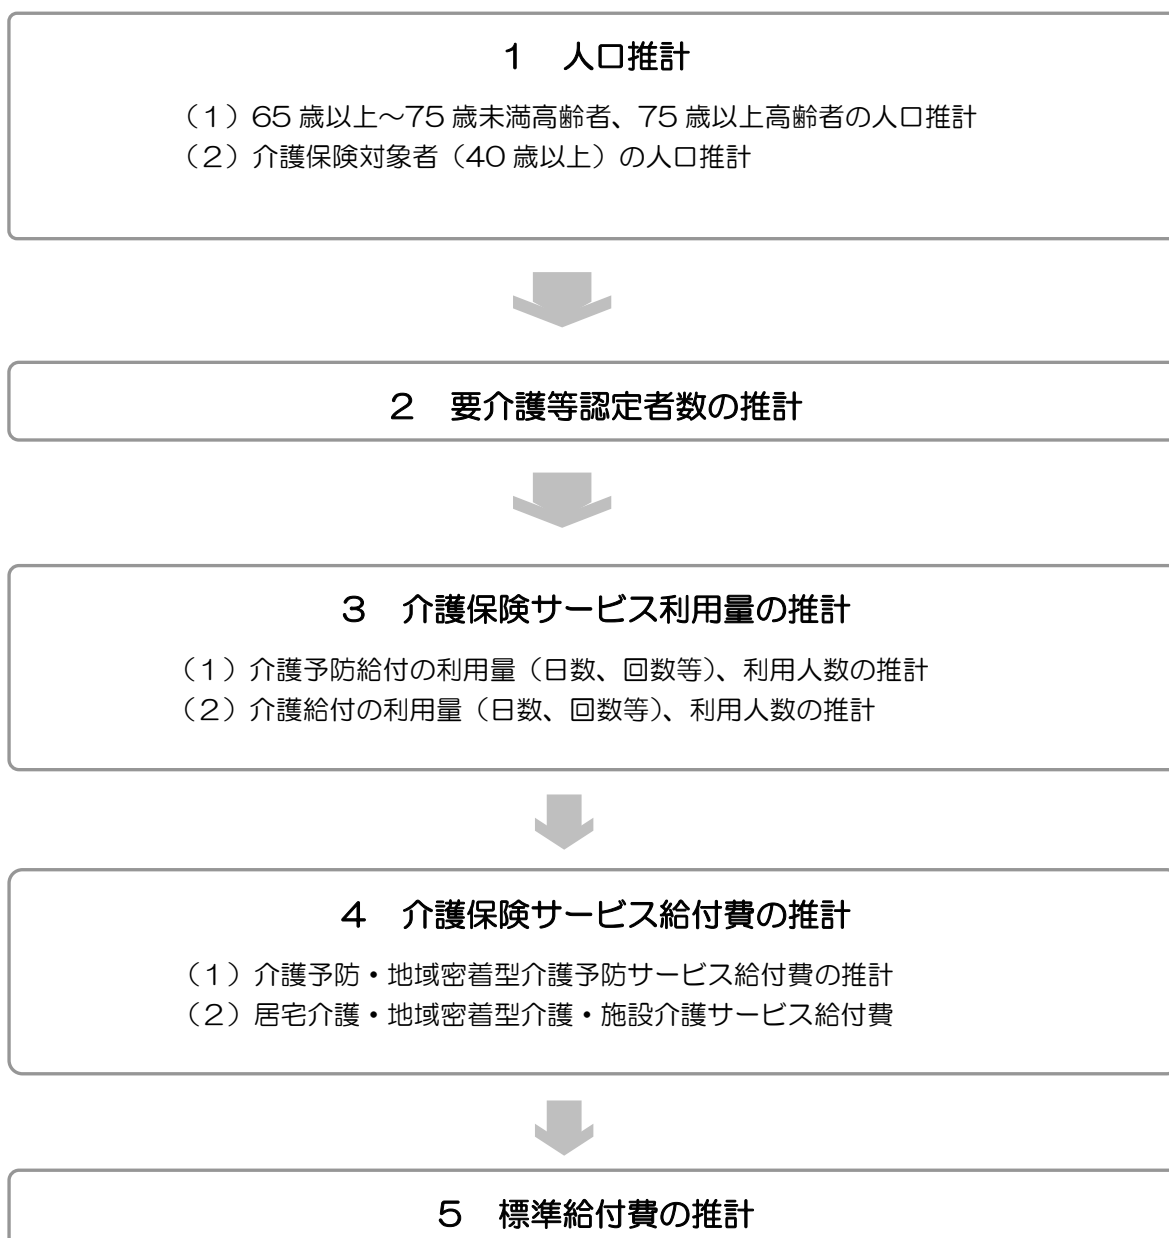 １　人口推計
（１）65 歳以上～75 歳未満高齢者、75 歳以上高齢者の人口推計
（２）介護保険対象者（40 歳以上）の人口推計
２　要介護等認定者数の推計
３　介護保険サービス利用量の推計
（１）介護予防給付の利用量（日数、回数等）、利用人数の推計
（２）介護給付の利用量（日数、回数等）、利用人数の推計
４　介護保険サービス給付費の推計
（１）介護予防・地域密着型介護予防サービス給付費の推計
（２）居宅介護・地域密着型介護・施設介護サービス給付費
５　標準給付費の推計